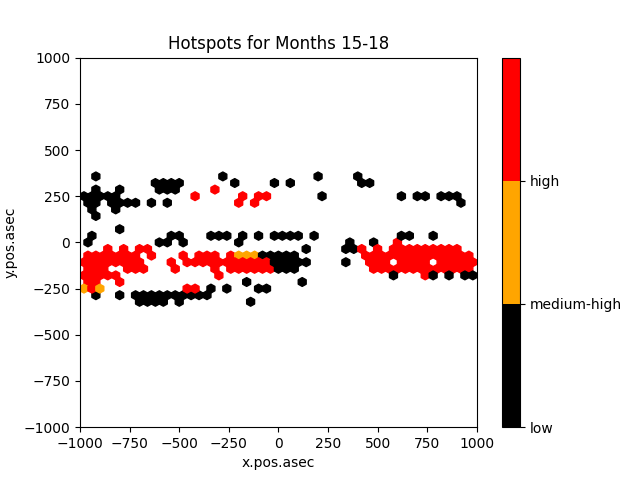 Hotspots for Months 15-18
1000
750
500
250
0
−250
−500
−750
−1000
y.pos.asec
−1000 −750 −500 −250 0 250 500 750 1000
x.pos.asec
high
medium-high
low